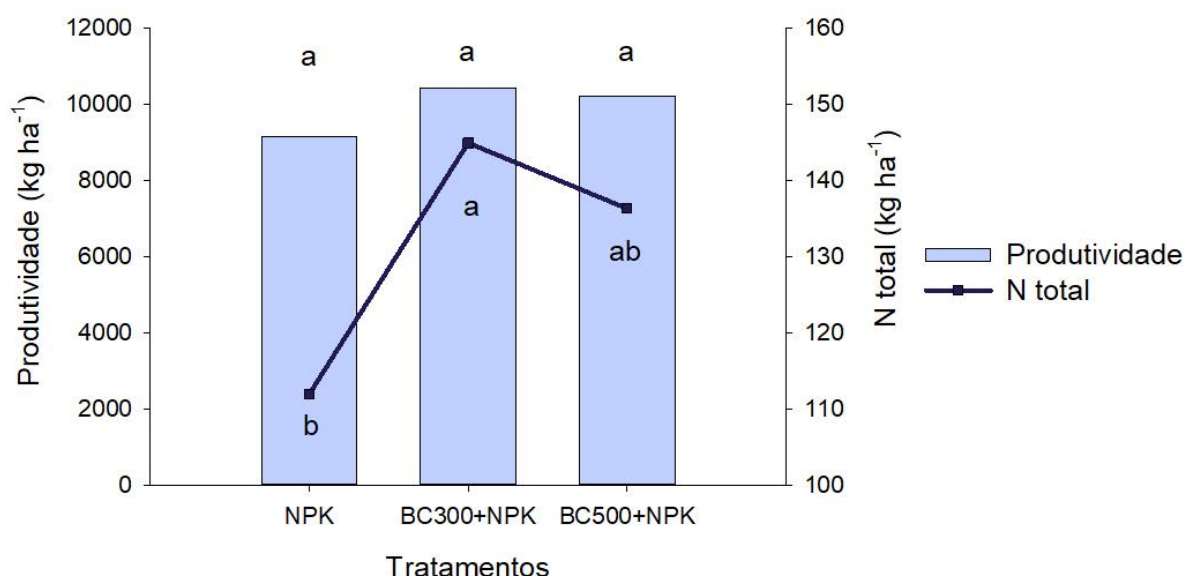 12000
10000
8000
6000
4000
2000
0
Produtividade (kg ha⁻¹)
a
a
a
a
ab
b
160
150
140
130
120
110
100
N total (kg ha⁻¹)
Produtividade
N total
NPK
BC300+NPK
BC500+NPK
Tratamentos